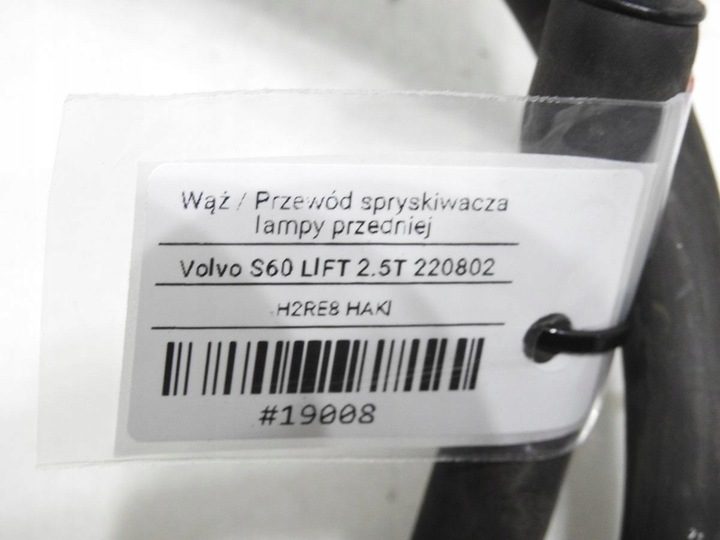 Wąż / Przewód spryskiwacza
lampy przedniej
Volvo S60 LIFT 2.5T 220802
H2RE8 HAKI
#19008